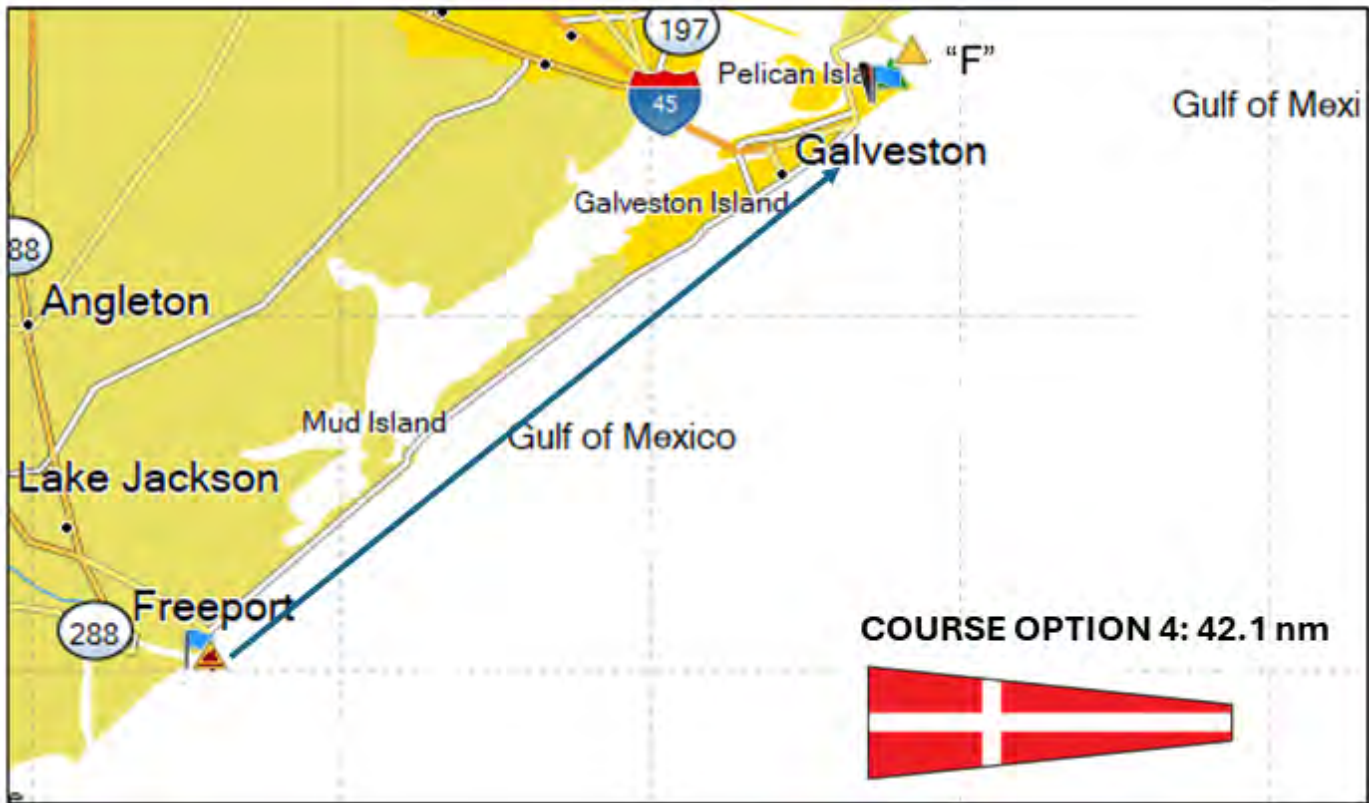 197
"F"
Pelican Isla
45
Gulf of Mexi
Galveston
Galveston Island
88
Angleton
Mud Island
Gulf of Mexico
Lake Jackson
Freeport
288
COURSE OPTION 4: 42.1 nm
e